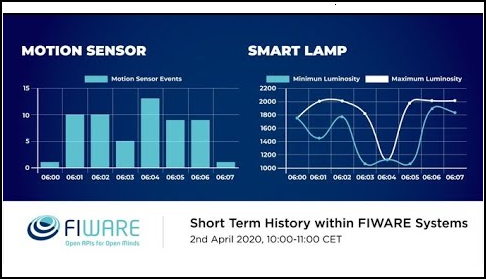 MOTION SENSOR
Motion Sensor Events
15
10
5
0
06:00 06:01 06:02 06:03 06:04 06:05 06:06 06:07
SMART LAMP
Minimun Luminosity Maximum Luminosity
2200
2000
1800
1600
1400
1200
1000
06:00 06:01 06:02 06:03 06:04 06:05 06:06 06:07
FIWARE
Open APIs for Open Minds
Short Term History within FIWARE Systems
2nd April 2020, 10:00-11:00 CET